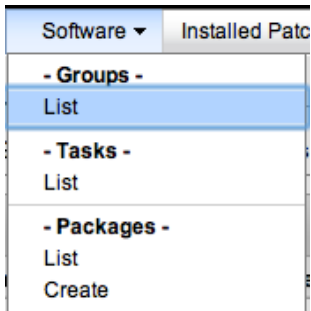 Software ▾ Installed Patc
- Groups -
List
- Tasks -
List
- Packages -
List
Create